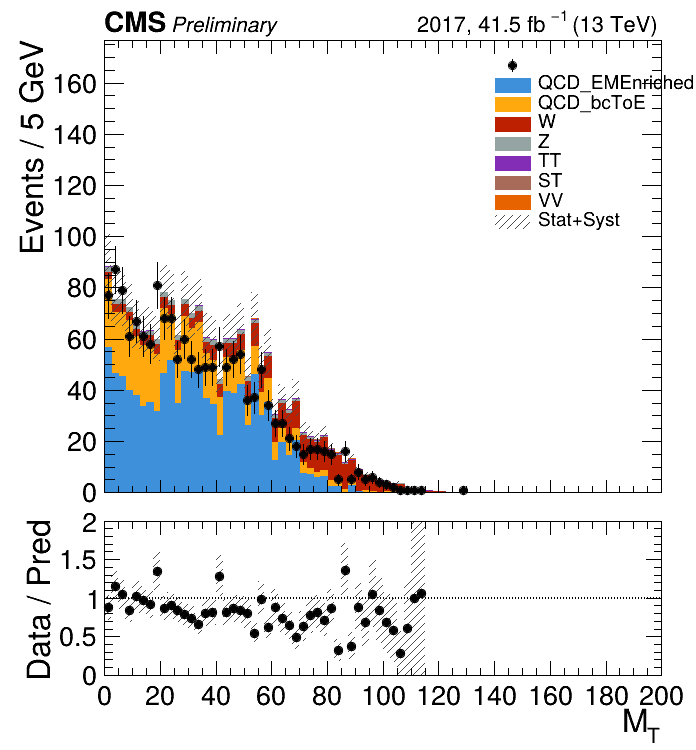 CMS Preliminary 2017, 41.5 fb⁻¹ (13 TeV)
Events / 5 GeV
160
140
120
100
80
60
40
20
0
QCD_EMEnriched
QCD_bcToE
W
Z
TT
ST
VV
Stat+Syst
Data / Pred
2
1.5
1
0.5
0
0 20 40 60 80 100 120 140 160 180 200
M_T